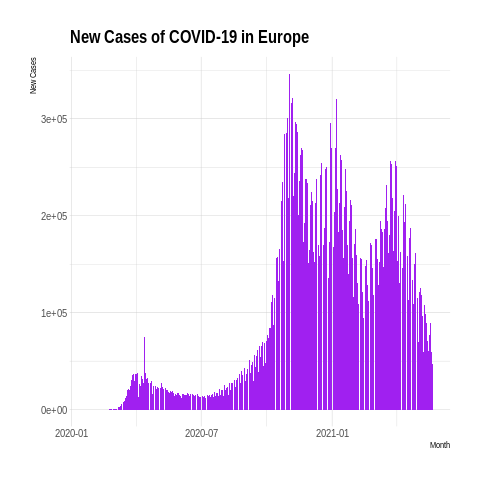 New Cases of COVID-19 in Europe
New Cases
3e+05
2e+05
1e+05
0e+00
2020-01 2020-07 2021-01
Month